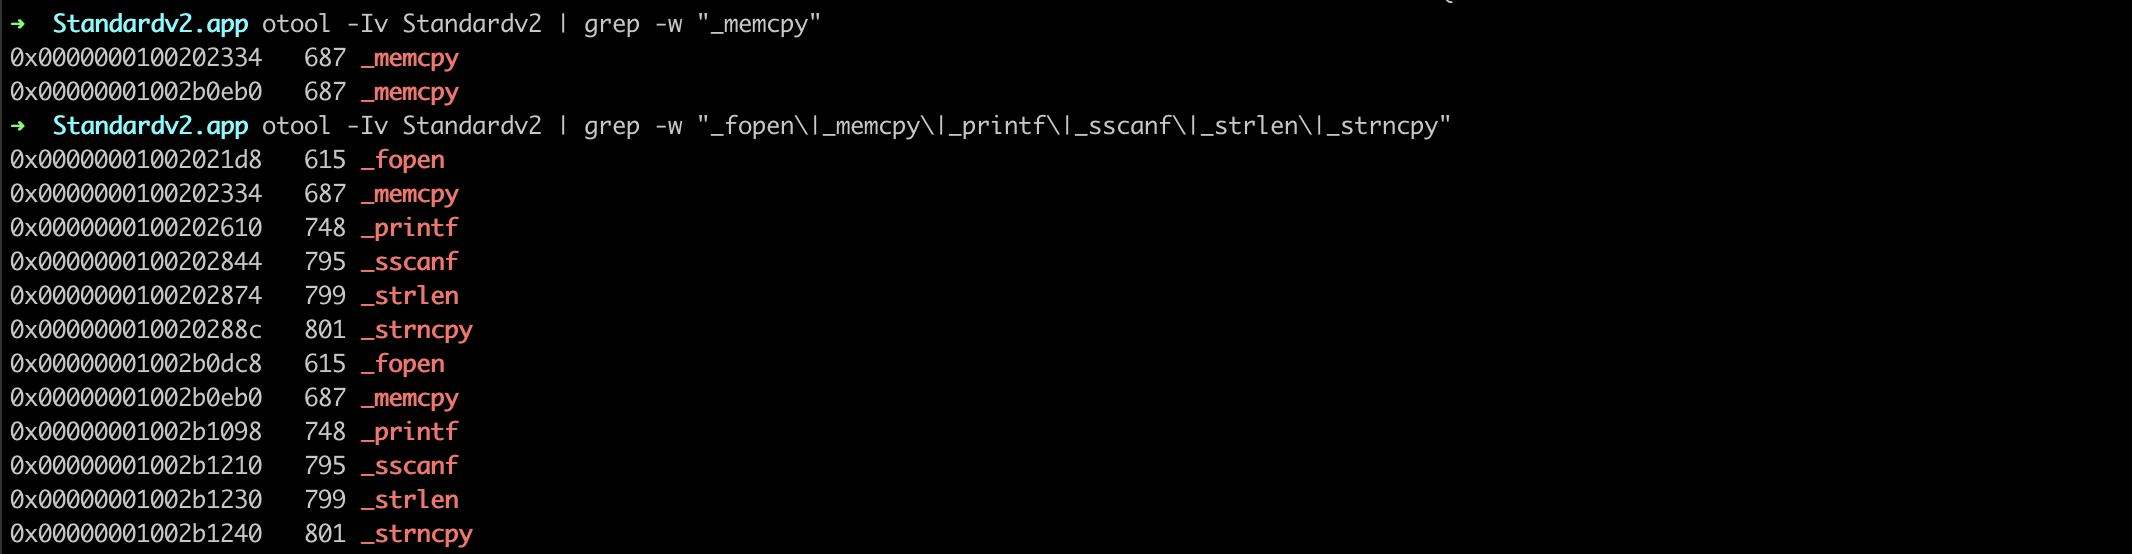 ➜  Standardv2.app otool -Iv Standardv2 | grep -w "_memcpy"
0x0000000100202334   687 _memcpy
0x00000001002b0eb0   687 _memcpy
➜  Standardv2.app otool -Iv Standardv2 | grep -w "_fopen\|_memcpy\|_printf\|_sscanf\|_strlen\|_strncpy"
0x00000001002021d8   615 _fopen
0x0000000100202334   687 _memcpy
0x0000000100202610   748 _printf
0x0000000100202844   795 _sscanf
0x0000000100202874   799 _strlen
0x000000010020288c   801 _strncpy
0x00000001002b0dc8   615 _fopen
0x00000001002b0eb0   687 _memcpy
0x00000001002b1098   748 _printf
0x00000001002b1210   795 _sscanf
0x00000001002b1230   799 _strlen
0x00000001002b1240   801 _strncpy